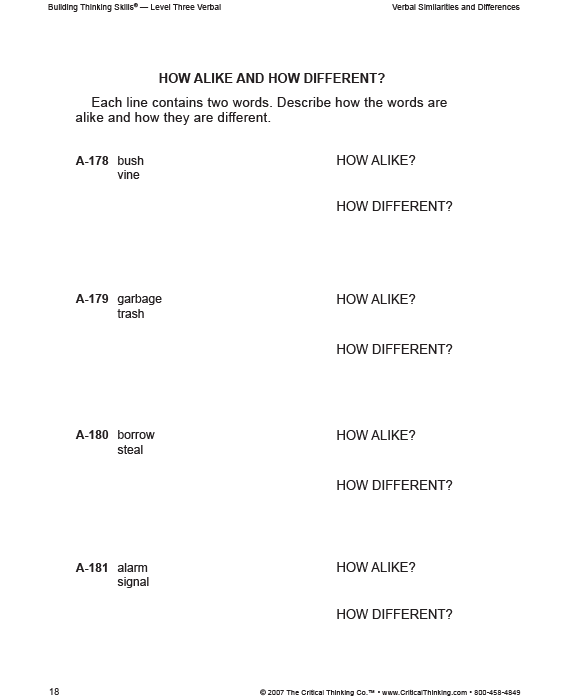 Building Thinking Skills® — Level Three Verbal
Verbal Similarities and Differences
HOW ALIKE AND HOW DIFFERENT?
Each line contains two words. Describe how the words are
alike and how they are different.
A-178 bush
vine
HOW ALIKE?
HOW DIFFERENT?
A-179 garbage
trash
HOW ALIKE?
HOW DIFFERENT?
A-180 borrow
steal
HOW ALIKE?
HOW DIFFERENT?
A-181 alarm
signal
HOW ALIKE?
HOW DIFFERENT?
18
© 2007 The Critical Thinking Co.™ • www.CriticalThinking.com • 800-458-4849